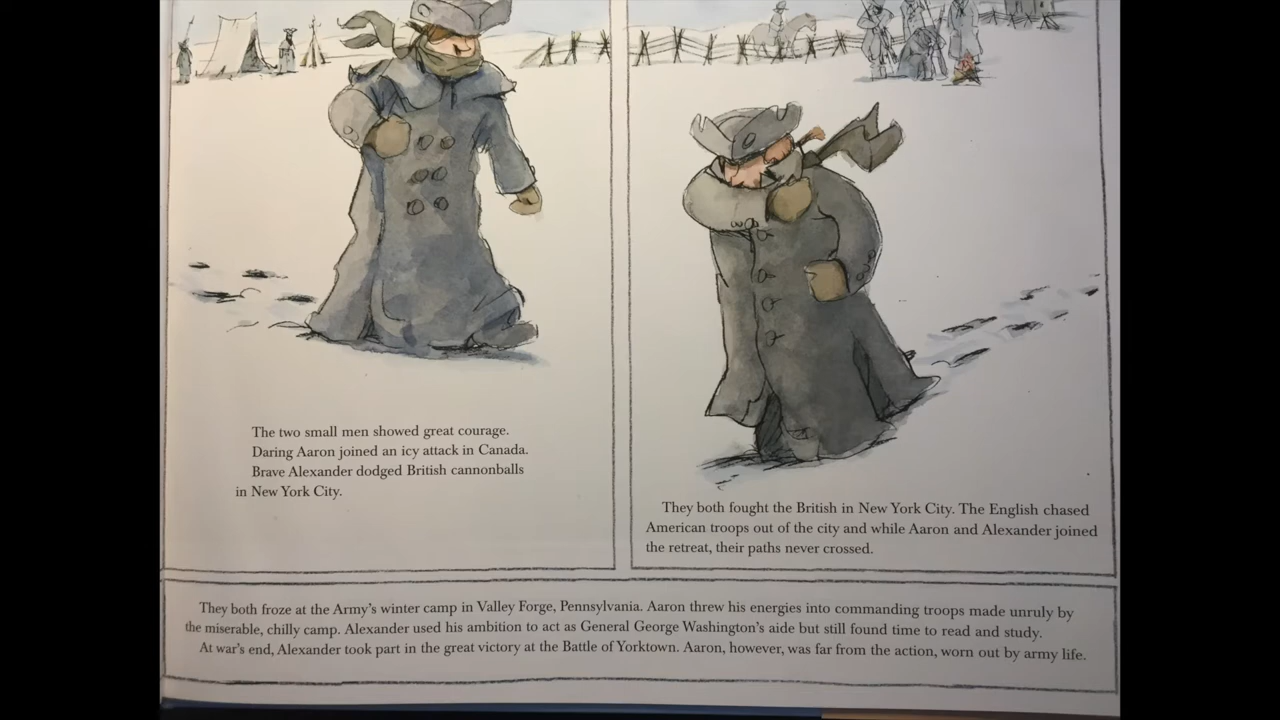 The two small men showed great courage.
Daring Aaron joined an icy attack in Canada.
Brave Alexander dodged British cannonballs
in New York City.
They both fought the British in New York City. The English chased
American troops out of the city and while Aaron and Alexander joined
the retreat, their paths never crossed.
They both froze at the Army's winter camp in Valley Forge, Pennsylvania. Aaron threw his energies into commanding troops made unruly by
the miserable, chilly camp. Alexander used his ambition to act as General George Washington's aide but still found time to read and study.
At war's end, Alexander took part in the great victory at the Battle of Yorktown. Aaron, however, was far from the action, worn out by army life.